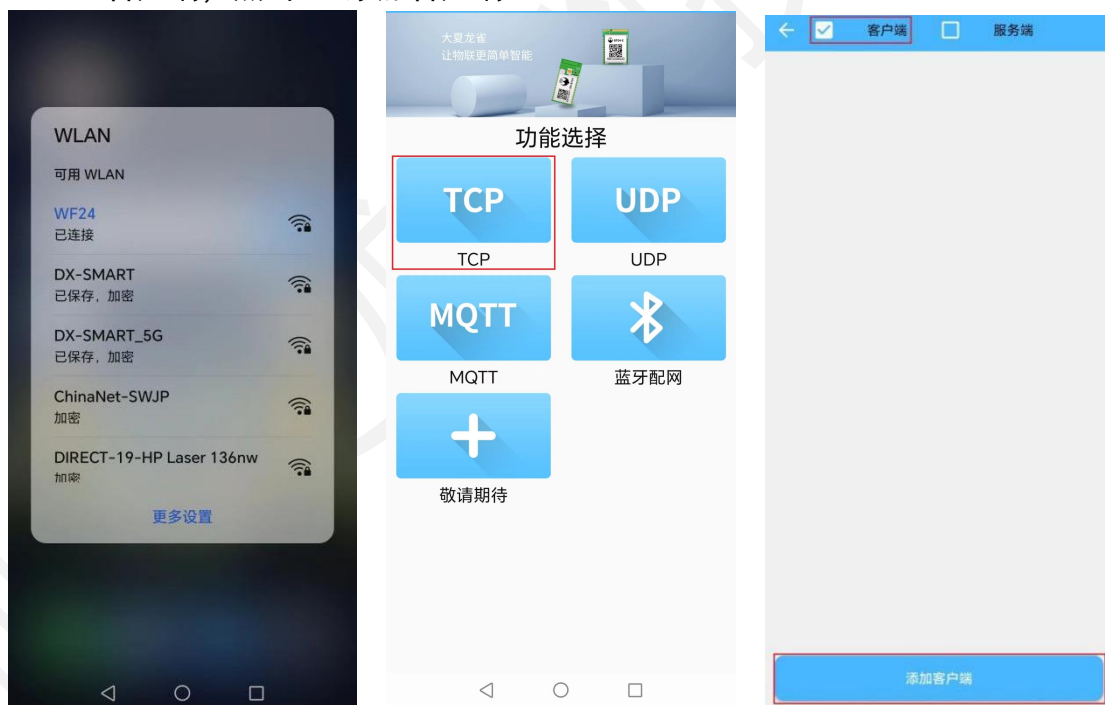 WLAN
可用 WLAN
WF24
已连接
DX-SMART
已保存，加密
DX-SMART_5G
已保存，加密
ChinaNet-SWJP
加密
DIRECT-19-HP Laser 136nw
加密
更多设置
大夏龙雀
让物联更简单智能
功能选择
TCP
UDP
TCP
UDP
MQTT
MQTT
蓝牙配网
敬请期待
客户端
服务端
添加客户端